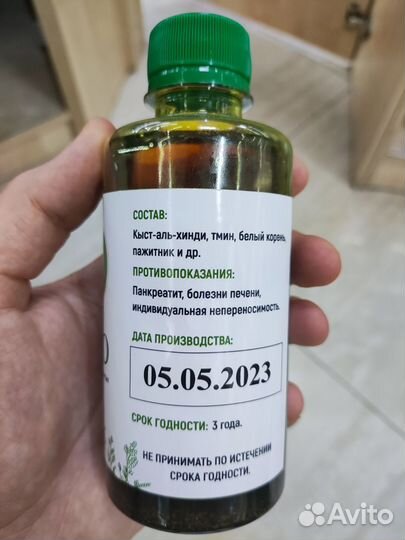 СОСТАВ:
Кыст-аль-хинди, тмин, белый корень,
пажитник и др.
ПРОТИВОПОКАЗАНИЯ:
Панкреатит, болезни печени,
индивидуальная непереносимость.
ДАТА ПРОИЗВОДСТВА:
05.05.2023
СРОК ГОДНОСТИ: 3 года.
НЕ ПРИНИМАТЬ ПО ИСТЕЧЕНИИ
СРОКА ГОДНОСТИ.
Avito